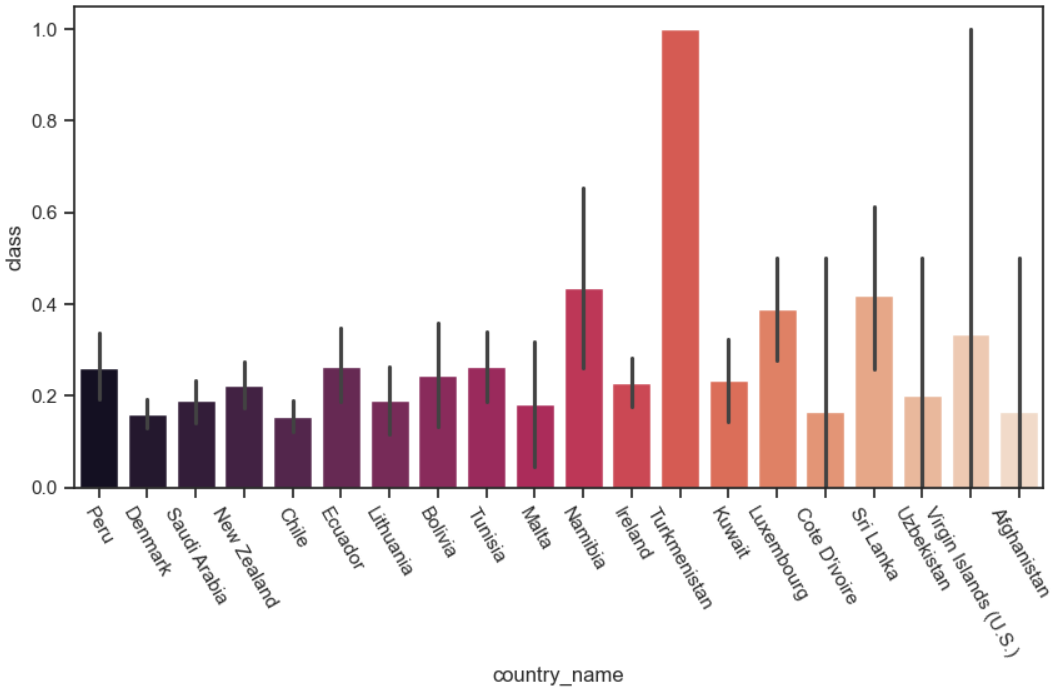 1.0
0.8
0.6
0.4
0.2
0.0
class
Peru
Denmark
Saudi Arabia
New Zealand
Chile
Ecuador
Lithuania
Bolivia
Tunisia
Malta
Namibia
Ireland
Turkmenistan
Kuwait
Luxembourg
Cote D'ivoire
Sri Lanka
Uzbekistan
Virgin Islands (U.S.)
Afghanistan
country_name